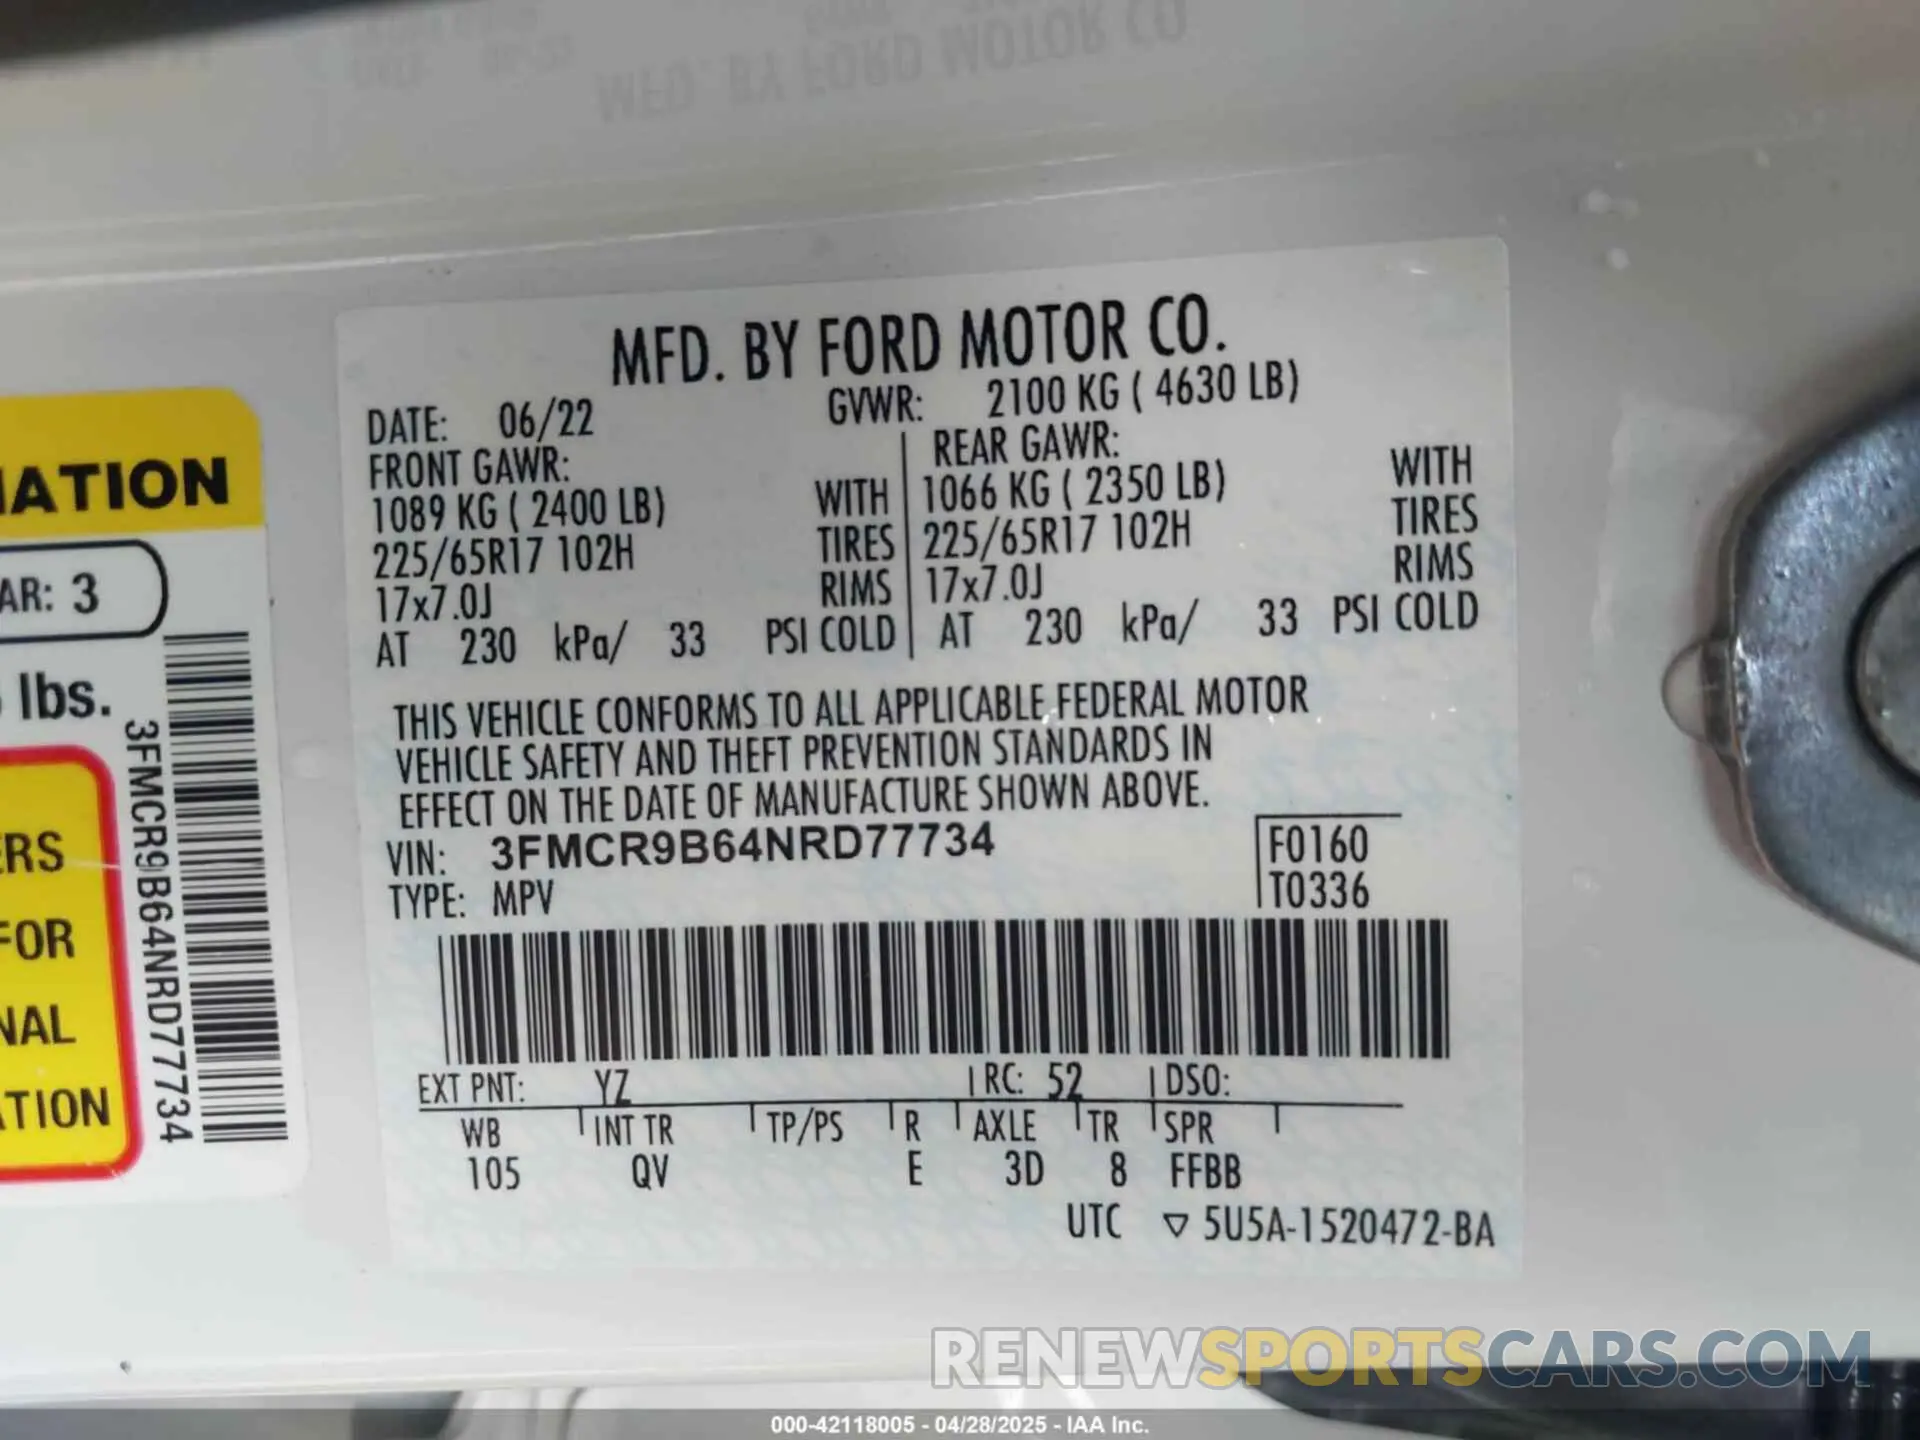 MFD. BY FORD MOTOR CO
MFD. BY FORD MOTOR CO.
DATE: 06/22 GVWR: 2100 KG ( 4630 LB)
FRONT GAWR: REAR GAWR:
1089 KG ( 2400 LB) WITH 1066 KG ( 2350 LB) WITH
225/65R17 102H TIRES 225/65R17 102H TIRES
17x7.0J RIMS 17x7.0J RIMS
AT 230 kPa/ 33 PSI COLD AT 230 kPa/ 33 PSI COLD
THIS VEHICLE CONFORMS TO ALL APPLICABLE FEDERAL MOTOR
VEHICLE SAFETY AND THEFT PREVENTION STANDARDS IN
EFFECT ON THE DATE OF MANUFACTURE SHOWN ABOVE.
VIN: 3FMCR9B64NRD77734 F0160
TYPE: MPV T0336
EXT PNT: YZ RC: 52 DSO:
WB INT TR TP/PS R AXLE TR SPR
105 QV E 3D 8 FFBB
UTC ▽ 5U5A-1520472-BA
IATION
AR: 3
lbs.
3FMCR9B64NRD77734
ERS
FOR
NAL
ATION
RENEWSPORTSCARS.COM
000-42118005 - 04/28/2025 - IAA Inc.